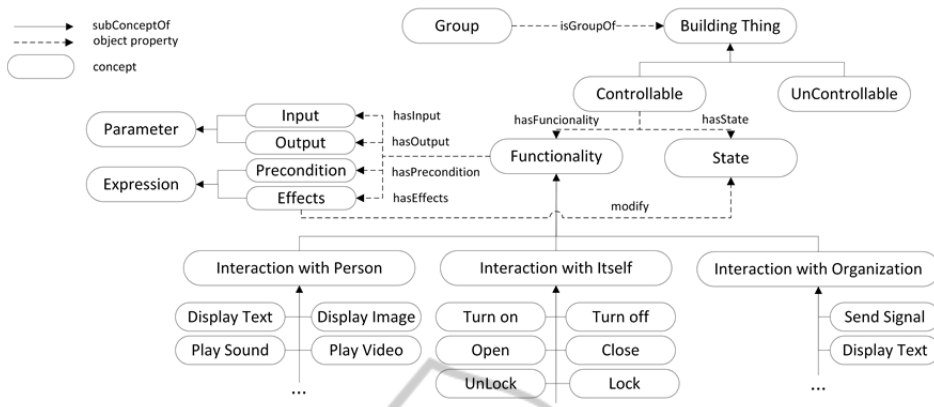 subConceptOf
object property
concept
Group
isGroupOf
Building Thing
Controllable
UnControllable
hasFuncionality
hasState
Parameter
Input
Output
hasInput
hasOutput
Functionality
State
Expression
Precondition
Effects
hasPrecondition
hasEffects
modify
Interaction with Person
Interaction with Itself
Interaction with Organization
Display Text
Display Image
Turn on
Turn off
Send Signal
Play Sound
Play Video
Open
Close
Display Text
UnLock
Lock
...
...